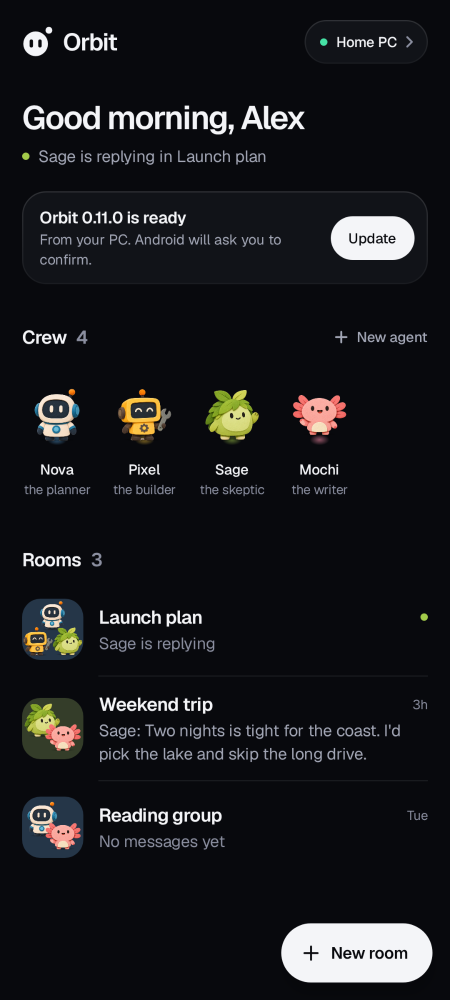 Orbit
Home PC
Good morning, Alex
Sage is replying in Launch plan
Orbit 0.11.0 is ready
From your PC. Android will ask you to
confirm.
Update
Crew 4
New agent
Nova
the planner
Pixel
the builder
Sage
the skeptic
Mochi
the writer
Rooms 3
Launch plan
Sage is replying
Weekend trip
3h
Sage: Two nights is tight for the coast. I'd
pick the lake and skip the long drive.
Reading group
Tue
No messages yet
New room